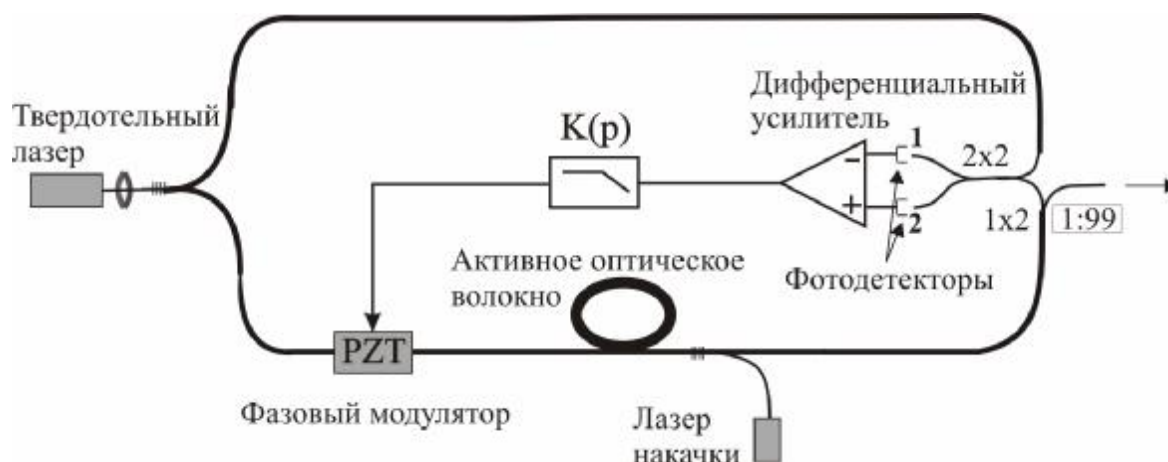 Твердотельный
лазер
K(p)
Дифференциальный
усилитель
1
2x2
−
+
2
1x2
1:99
Фотодетекторы
Активное оптическое
волокно
PZT
Фазовый модулятор
Лазер
накачки